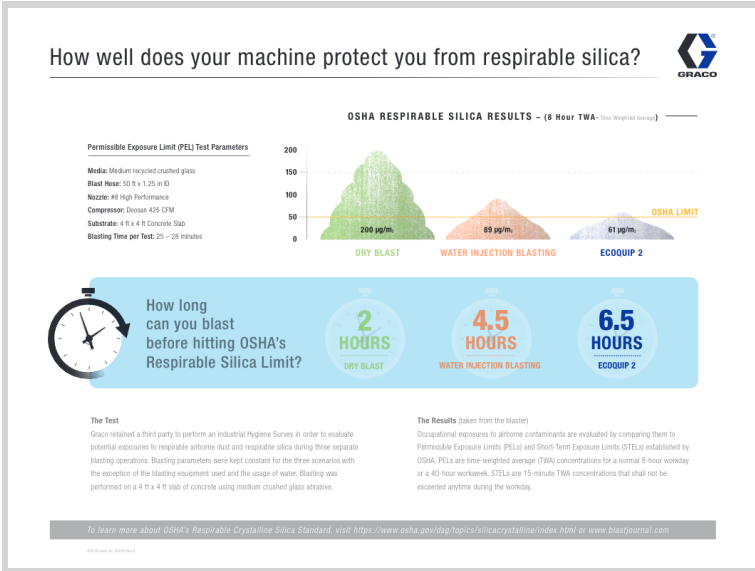 How well does your machine protect you from respirable silica?
GRACO
OSHA RESPIRABLE SILICA RESULTS – (8 Hour TWA- Time Weighted Average)
Permissible Exposure Limit (PEL) Test Parameters
Media: Medium recycled crushed glass
Blast Hose: 50 ft x 1.25 in ID
Nozzle: #8 High Performance
Compressor: Doosan 425 CFM
Substrate: 4 ft x 4 ft Concrete Slab
Blasting Time per Test: 25 – 28 minutes
200
150
100
50
0
OSHA LIMIT
200 µg/m3
89 µg/m3
61 µg/m3
DRY BLAST
WATER INJECTION BLASTING
ECOQUIP 2
How long
can you blast
before hitting OSHA's
Respirable Silica Limit?
2
HOURS
DRY BLAST
4.5
HOURS
WATER INJECTION BLASTING
6.5
HOURS
ECOQUIP 2
The Test
Graco retained a third party to perform an Industrial Hygiene Survey in order to evaluate
potential exposures to respirable airborne dust and respirable silica during three separate
blasting operations. Blasting parameters were kept constant for the three scenarios with
the exception of the blasting equipment used and the usage of water. Blasting was
performed on a 4 ft x 4 ft slab of concrete using medium crushed glass abrasive.
The Results (taken from the blaster)
Occupational exposures to airborne contaminants are evaluated by comparing them to
Permissible Exposure Limits (PELs) and Short-Term Exposure Limits (STELs) established by
OSHA. PELs are time-weighted average (TWA) concentrations for a normal 8-hour workday
or a 40-hour workweek. STELs are 15-minute TWA concentrations that shall not be
exceeded anytime during the workday.
To learn more about OSHA's Respirable Crystalline Silica Standard, visit https://www.osha.gov/dsg/topics/silicacrystalline/index.html or www.blastjournal.com